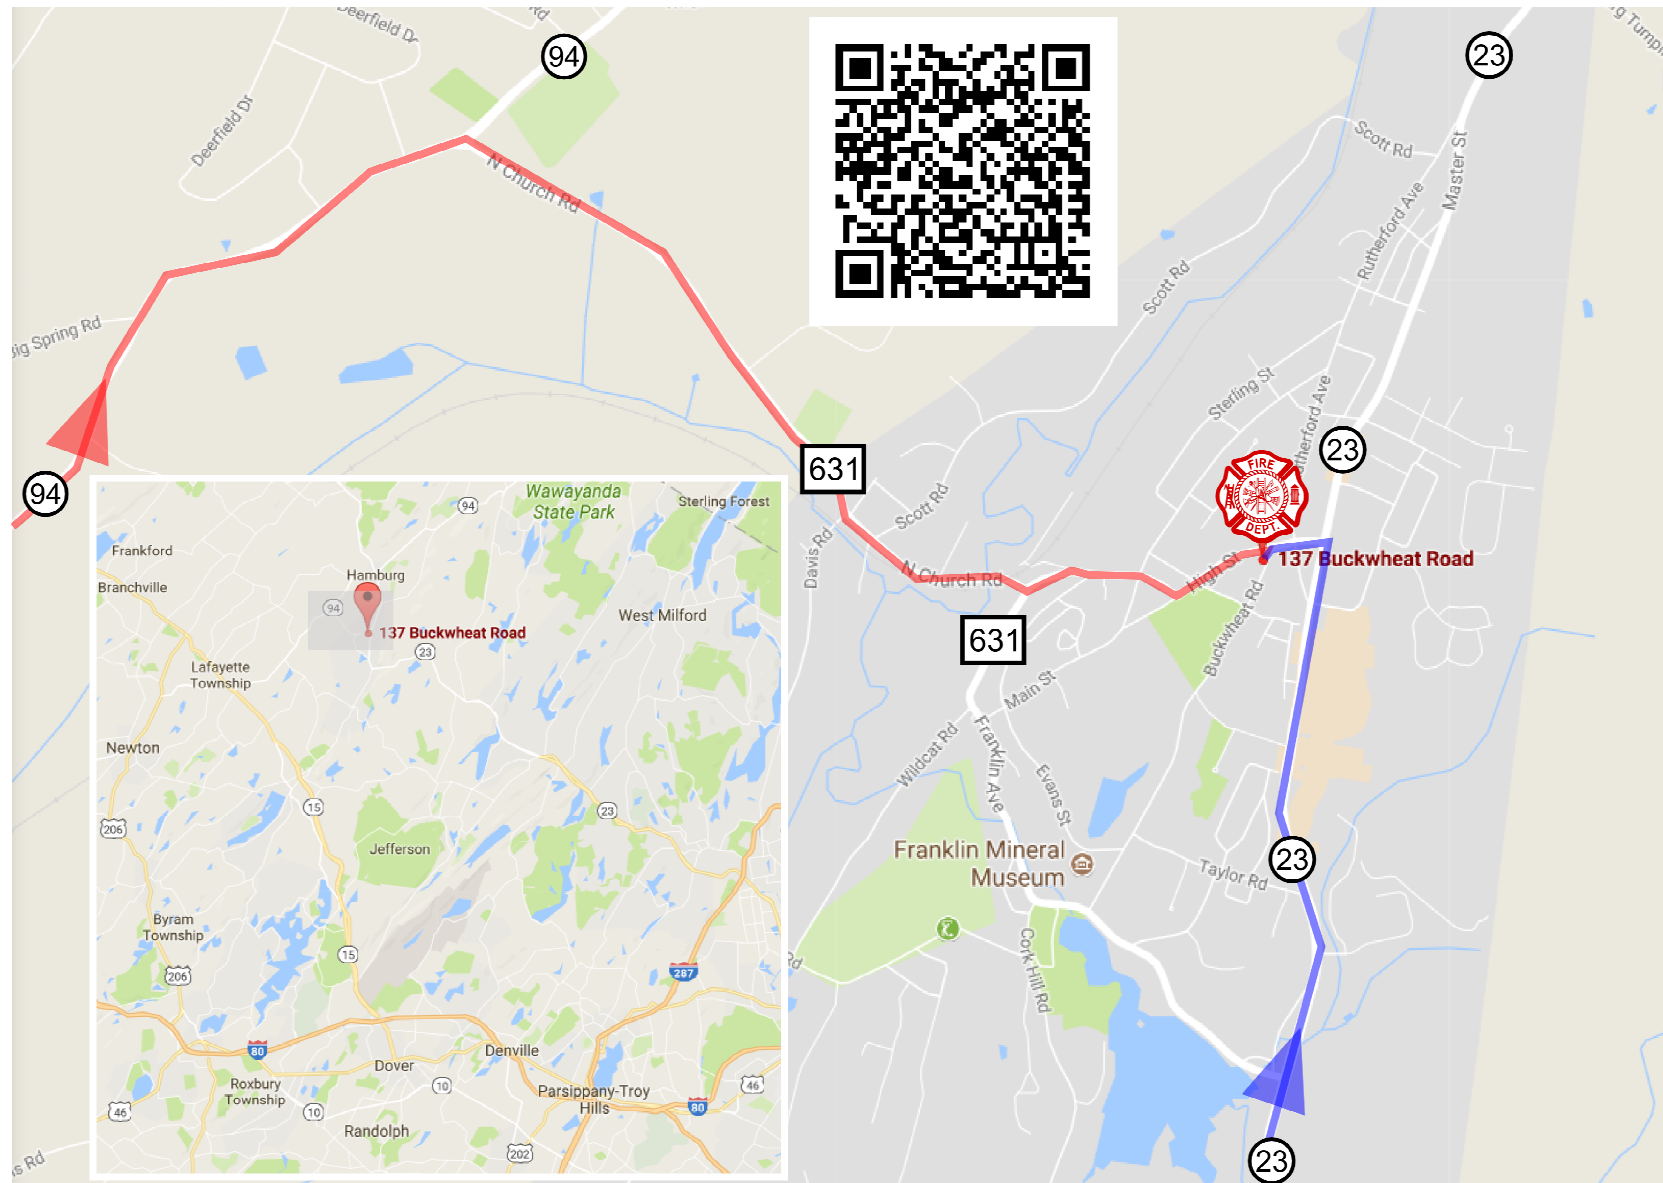 Deerfield Dr
Rd
94
23
Deerfield Dr
Scott Rd
Master St
N Church Rd
Rutherford Ave
Scott Rd
Big Spring Rd
Sterling St
631
23
94
FIRE
DEPT.
Scott Rd
Davis Rd
N Church Rd
High St
137 Buckwheat Road
Buckwheat Rd
631
Main St
Wildcat Rd
Franklin Ave
Evans St
Franklin Mineral
Museum
23
Taylor Rd
Cork Hill Rd
Rd
23
Rd
94
Wawayanda
State Park
Sterling Forest
Frankford
Hamburg
Branchville
94
West Milford
137 Buckwheat Road
23
Lafayette
Township
Newton
15
23
206
Jefferson
Byram
Township
15
206
287
80
Denville
Dover
Roxbury
Township
10
Parsippany-Troy
Hills
46
80
46
10
Randolph
202